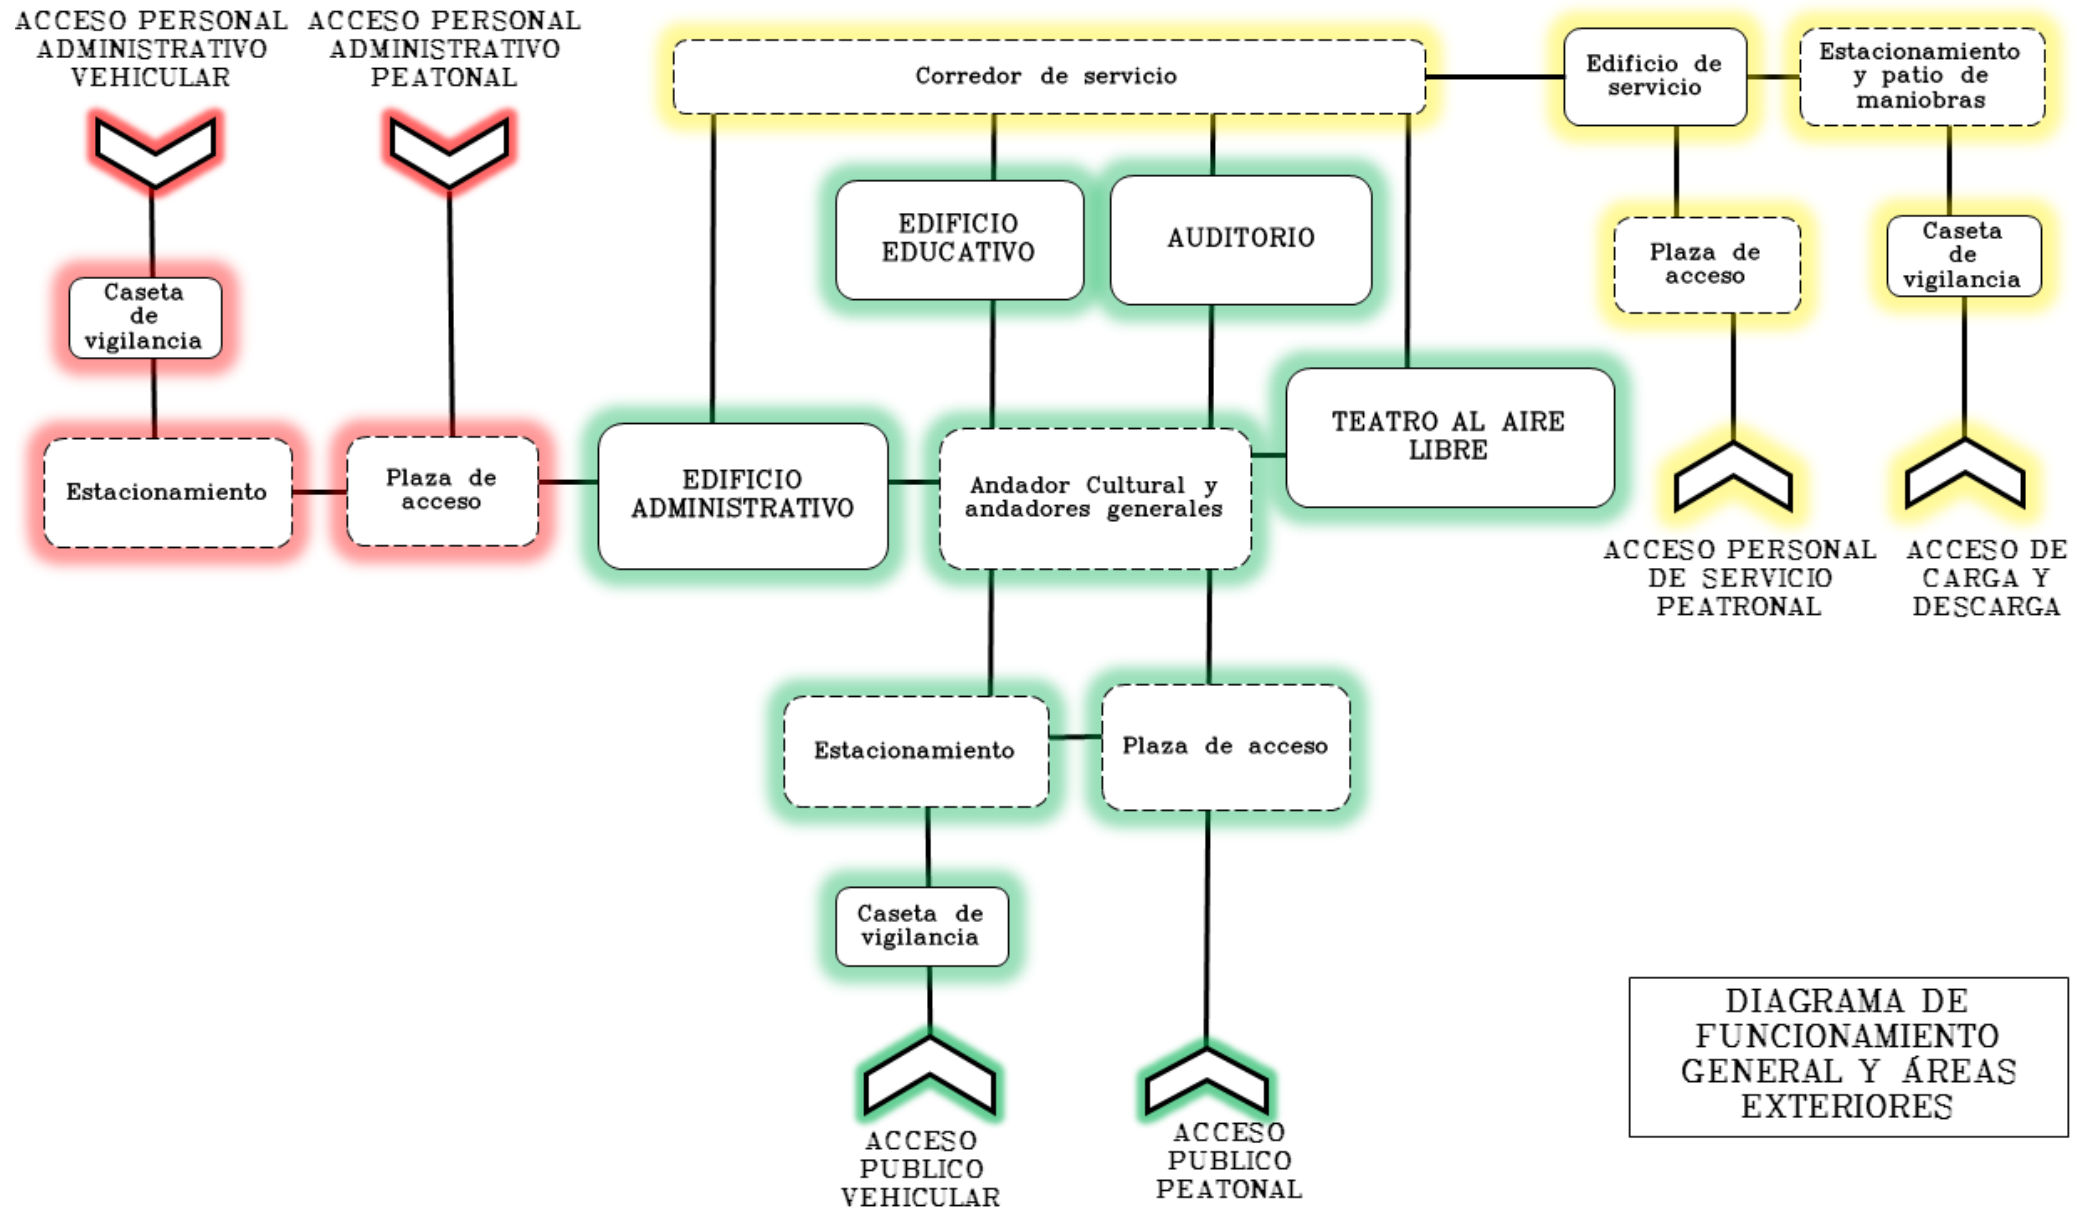 ACCESO PERSONAL
ADMINISTRATIVO
VEHICULAR
ACCESO PERSONAL
ADMINISTRATIVO
PEATONAL
Corredor de servicio
Edificio de
servicio
Estacionamiento
y patio de
maniobras
EDIFICIO
EDUCATIVO
AUDITORIO
Plaza de
acceso
Caseta
de
vigilancia
Caseta
de
vigilancia
Estacionamiento
Plaza de
acceso
EDIFICIO
ADMINISTRATIVO
Andador Cultural y
andadores generales
TEATRO AL AIRE
LIBRE
ACCESO PERSONAL
DE SERVICIO
PEATRONAL
ACCESO DE
CARGA Y
DESCARGA
Estacionamiento
Plaza de acceso
Caseta de
vigilancia
ACCESO
PUBLICO
VEHICULAR
ACCESO
PUBLICO
PEATONAL
DIAGRAMA DE
FUNCIONAMIENTO
GENERAL Y ÁREAS
EXTERIORES